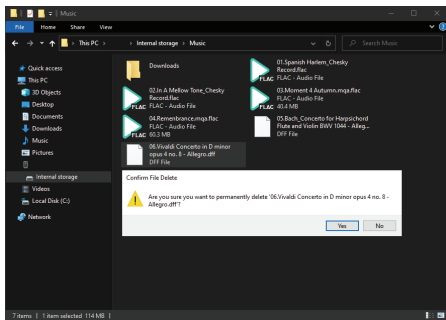 Music
File Home Share View
This PC > > Internal storage > Music
Search Music
Quick access
This PC
3D Objects
Desktop
Documents
Downloads
Music
Pictures
Internal storage
Videos
Local Disk (C:)
Network
Downloads
01.Spanish Harlem_Chesky
Record.flac
FLAC - Audio File
02.In A Mellow Tone_Chesky
Record.flac
FLAC - Audio File
FLAC
03.Moment 4 Autumn.mqa.flac
FLAC - Audio File
40.4 MB
FLAC
04.Remenbrance.mqa.flac
FLAC - Audio File
60.3 MB
FLAC
05.Bach_Concerto for Harpsichord
Flute and Violin BWV 1044 - Alleg...
DFF File
06.Vivaldi Concerto in D minor
opus 4 no. 8 - Allegro.dff
DFF File
Confirm File Delete
Are you sure you want to permanently delete '06.Vivaldi Concerto in D minor opus 4 no. 8 -
Allegro.dff'?
Yes No
7 items 1 item selected 114 MB